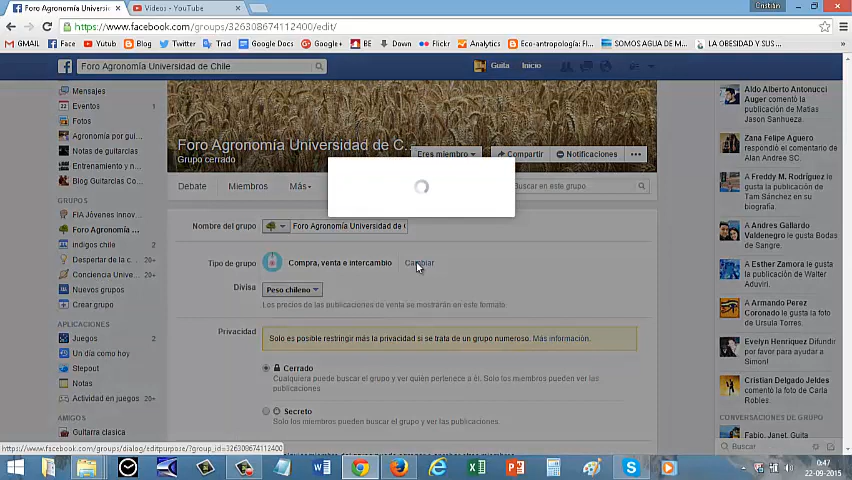 Cristián
Foro Agronomía Universid
Videos - YouTube
https://www.facebook.com/groups/326308674112400/edit/
GMAIL Face Yutub Blog Twitter Trad Google Docs Google+ BE Down Flickr Analytics Eco-antropología: Fl... SOMOS AGUA DE M... LA OBESIDAD Y SUS ...
Foro Agronomía Universidad de Chile
Guita Inicio
Mensajes
Eventos 1
Fotos
Agronomía por gui...
Notas de guitarcias
Entrenamiento y n...
Blog Guitarcias Co...
GRUPOS
FIA Jóvenes Innov...
Foro Agronomía ...
indigos chile 20+
Despertar de la c... 20+
Conciencia Unive... 20+
Nuevos grupos
Crear grupo
APLICACIONES
Juegos 2
Un día como hoy
Stepout
Notas
Actividad en juegos 20+
AMIGOS
Guitarra clasica
Foro Agronomía Universidad de C...
Grupo cerrado
Eres miembro Compartir Notificaciones
Debate Miembros Más Buscar en este grupo
Nombre del grupo Foro Agronomía Universidad de
Tipo de grupo Compra, venta e intercambio Cambiar
Divisa Peso chileno
Los precios de las publicaciones de venta se mostrarán en este formato.
Privacidad Solo es posible restringir más la privacidad si se trata de un grupo numeroso. Más información.
Cerrado
Cualquiera puede buscar el grupo y ver quién pertenece a él. Solo los miembros pueden ver las
publicaciones.
Secreto
Solo los miembros pueden buscar el grupo y ver las publicaciones.
Aldo Alberto Antonucci
Auger comentó la
publicación de Matias
Jason Sanhueza.
Zana Felipe Aguero
respondió el comentario de
Alan Andree SC.
A Freddy M. Rodríguez le
gusta la publicación de
Tam Sánchez en su
biografía.
A Andres Galdallar
Valdenegro le gusta Bodas
de Sangre.
A Esther Zamora le gusta
la publicación de Walter
Aduviri.
A Armando Perez
Coronado le gusta la foto
de Ursula Torres.
Evelyn Henriquez Difundir
por favor para ayudar a
Simon!
Cristian Delgado Jeldes
comentó la foto de Carla
Robles.
CONVERSACIONES DE GRUPO
Fabio, Janet, Guita
Buscar
https://www.facebook.com/groups/dialog/editpurpose/?group_id=326308674112400
0:47
22-09-2015